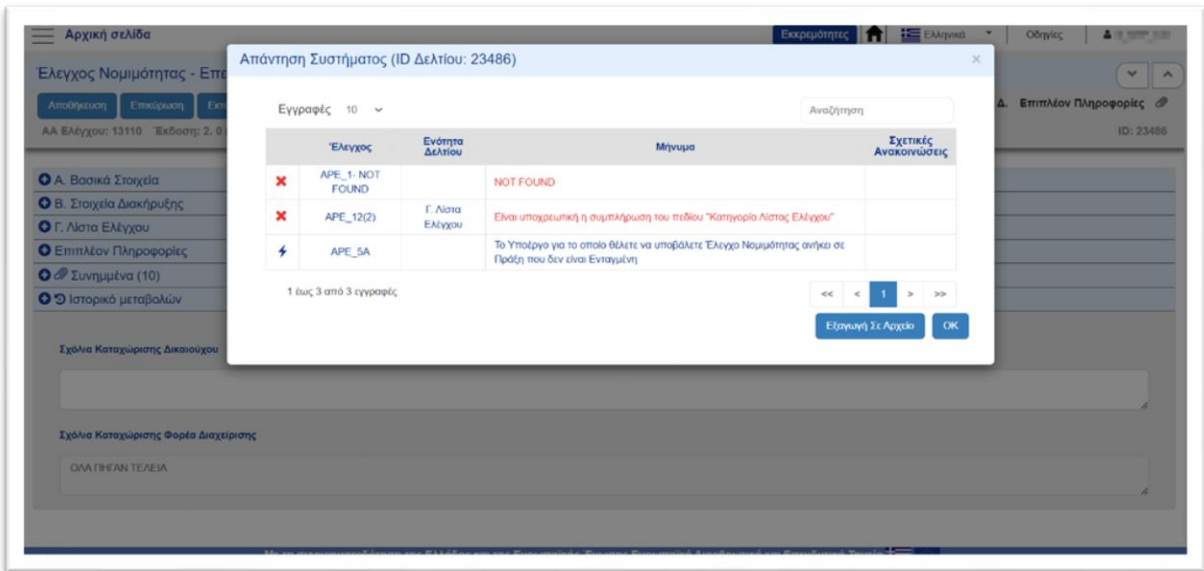 Αρχική σελίδα
Εκκρεμότητες
Ελληνικά
Οδηγίες
Απάντηση Συστήματος (ID Δελτίου: 23486)
×
Έλεγχος Νομιμότητας - Επε
Αποθήκευση Επικύρωση Εκτ
Δ. Επιπλέον Πληροφορίες
ΑΑ Ελέγχου: 13110 Έκδοση: 2. 0
ID: 23486
Εγγραφές 10
Αναζήτηση
Έλεγχος
Ενότητα
Δελτίου
Μήνυμα
Σχετικές
Ανακοινώσεις
APE_1- NOT
FOUND
NOT FOUND
APE_12(2)
Γ. Λίστα
Ελέγχου
Είναι υποχρεωτική η συμπλήρωση του πεδίου "Κατηγορία Λίστας Ελέγχου"
APE_5A
Το Υποέργο για το οποίο θέλετε να υποβάλετε Έλεγχο Νομιμότητας ανήκει σε
Πράξη που δεν είναι Ενταγμένη
1 έως 3 από 3 εγγραφές
<< < 1 > >>
Εξαγωγή Σε Αρχείο
OK
Α. Βασικά Στοιχεία
Β. Στοιχεία Διακήρυξης
Γ. Λίστα Ελέγχου
Επιπλέον Πληροφορίες
Συνημμένα (10)
Ιστορικό μεταβολών
Σχόλια Καταχώρισης Δικαιούχου
Σχόλια Καταχώρισης Φορέα Διαχείρισης
ΟΛΑ ΠΗΓΑΝ ΤΕΛΕΙΑ